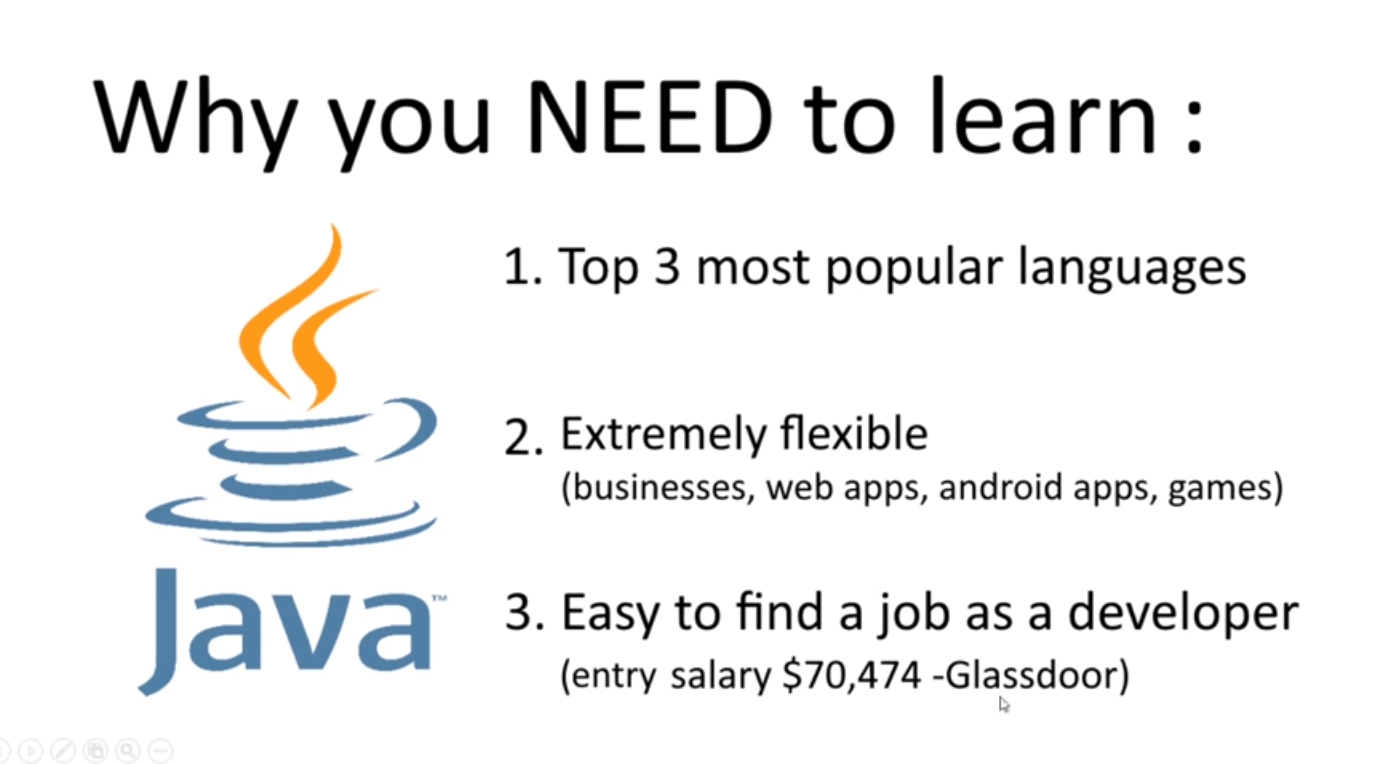 Why you NEED to learn :
1. Top 3 most popular languages
2. Extremely flexible
(businesses, web apps, android apps, games)
3. Easy to find a job as a developer
(entry salary $70,474 -Glassdoor)
Java™